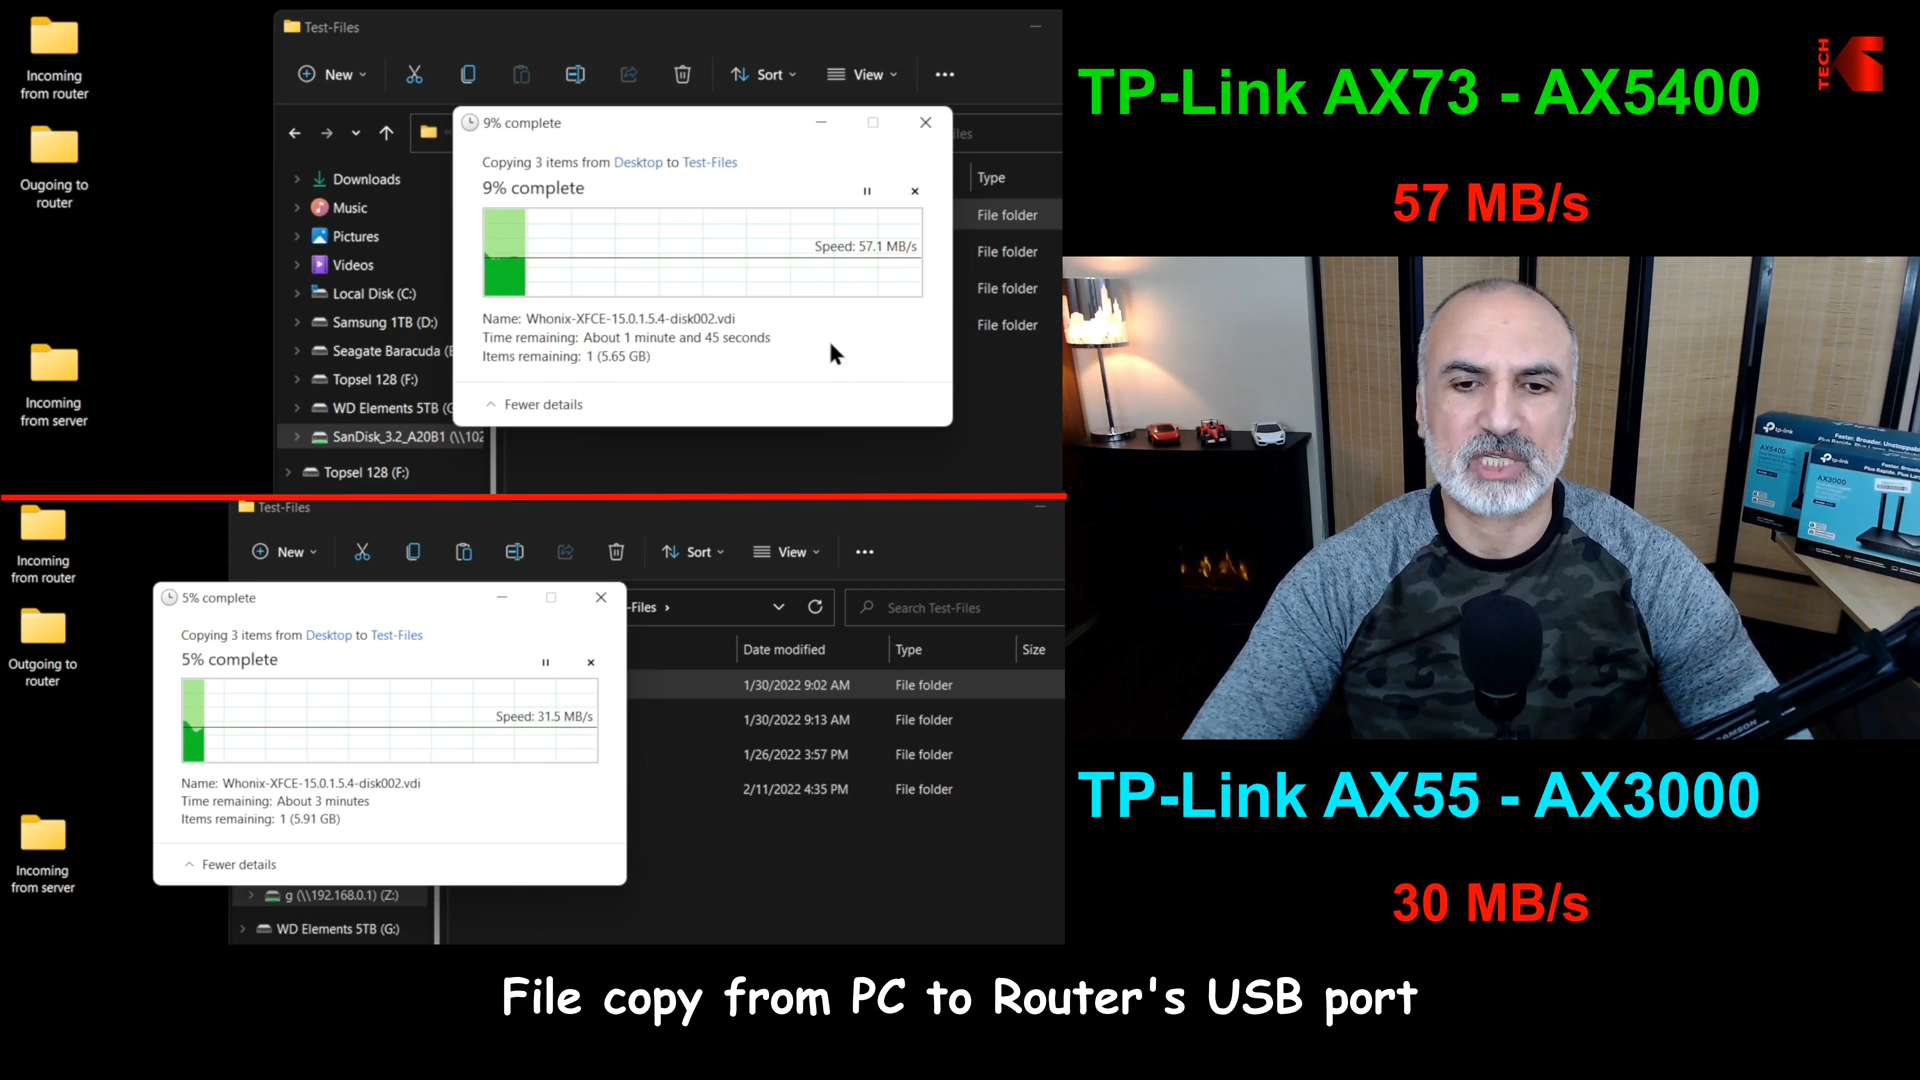 Incoming
from router
Ougoing to
router
Incoming
from server
Test-Files
New
Sort
View
9% complete
Copying 3 items from Desktop to Test-Files
9% complete
Speed: 57.1 MB/s
Name: Whonix-XFCE-15.0.1.5.4-disk002.vdi
Time remaining: About 1 minute and 45 seconds
Items remaining: 1 (5.65 GB)
Fewer details
Downloads
Music
Pictures
Videos
Local Disk (C:)
Samsung 1TB (D:)
Seagate Baracuda (E
Topsel 128 (F:)
WD Elements 5TB (G
SanDisk_3.2_A20B1 (\\102
Topsel 128 (F:)
iles
Type
File folder
File folder
File folder
File folder
TP-Link AX73 - AX5400
57 MB/s
TECH
tp-link
AX5400
tp-link
AX3000
SAMSON
Incoming
from router
Outgoing to
router
Incoming
from server
Test-Files
New
Sort
View
5% complete
Copying 3 items from Desktop to Test-Files
5% complete
Speed: 31.5 MB/s
Name: Whonix-XFCE-15.0.1.5.4-disk002.vdi
Time remaining: About 3 minutes
Items remaining: 1 (5.91 GB)
Fewer details
-Files
Search Test-Files
Date modified Type Size
1/30/2022 9:02 AM File folder
1/30/2022 9:13 AM File folder
1/26/2022 3:57 PM File folder
2/11/2022 4:35 PM File folder
g (\\192.168.0.1) (Z:)
WD Elements 5TB (G:)
TP-Link AX55 - AX3000
30 MB/s
File copy from PC to Router's USB port